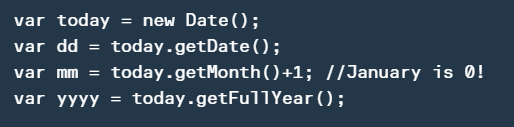 var today = new Date();
var dd = today.getDate();
var mm = today.getMonth()+1; //January is 0!
var yyyy = today.getFullYear();